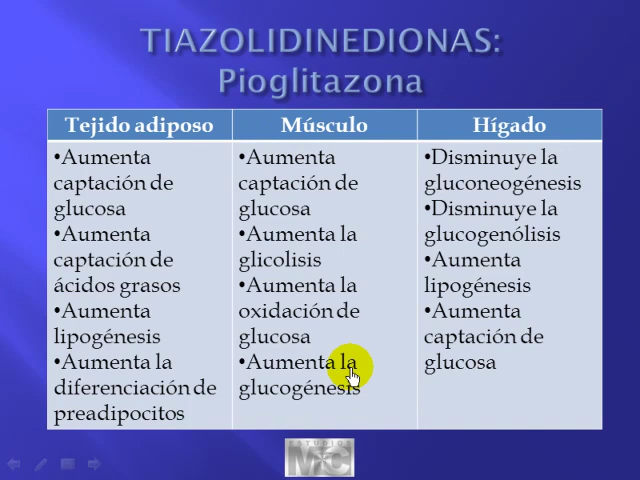 TIAZOLIDINEDIONAS:
Pioglitazona
Tejido adiposo
•Aumenta
captación de
glucosa
•Aumenta
captación de
ácidos grasos
•Aumenta
lipogénesis
•Aumenta la
diferenciación de
preadipocitos
Músculo
•Aumenta
captación de
glucosa
•Aumenta la
glicolisis
•Aumenta la
oxidación de
glucosa
•Aumenta la
glucogénesis
Hígado
•Disminuye la
gluconeogénesis
•Disminuye la
glucogenólisis
•Aumenta
lipogénesis
•Aumenta
captación de
glucosa
ESTUDIOS
MC